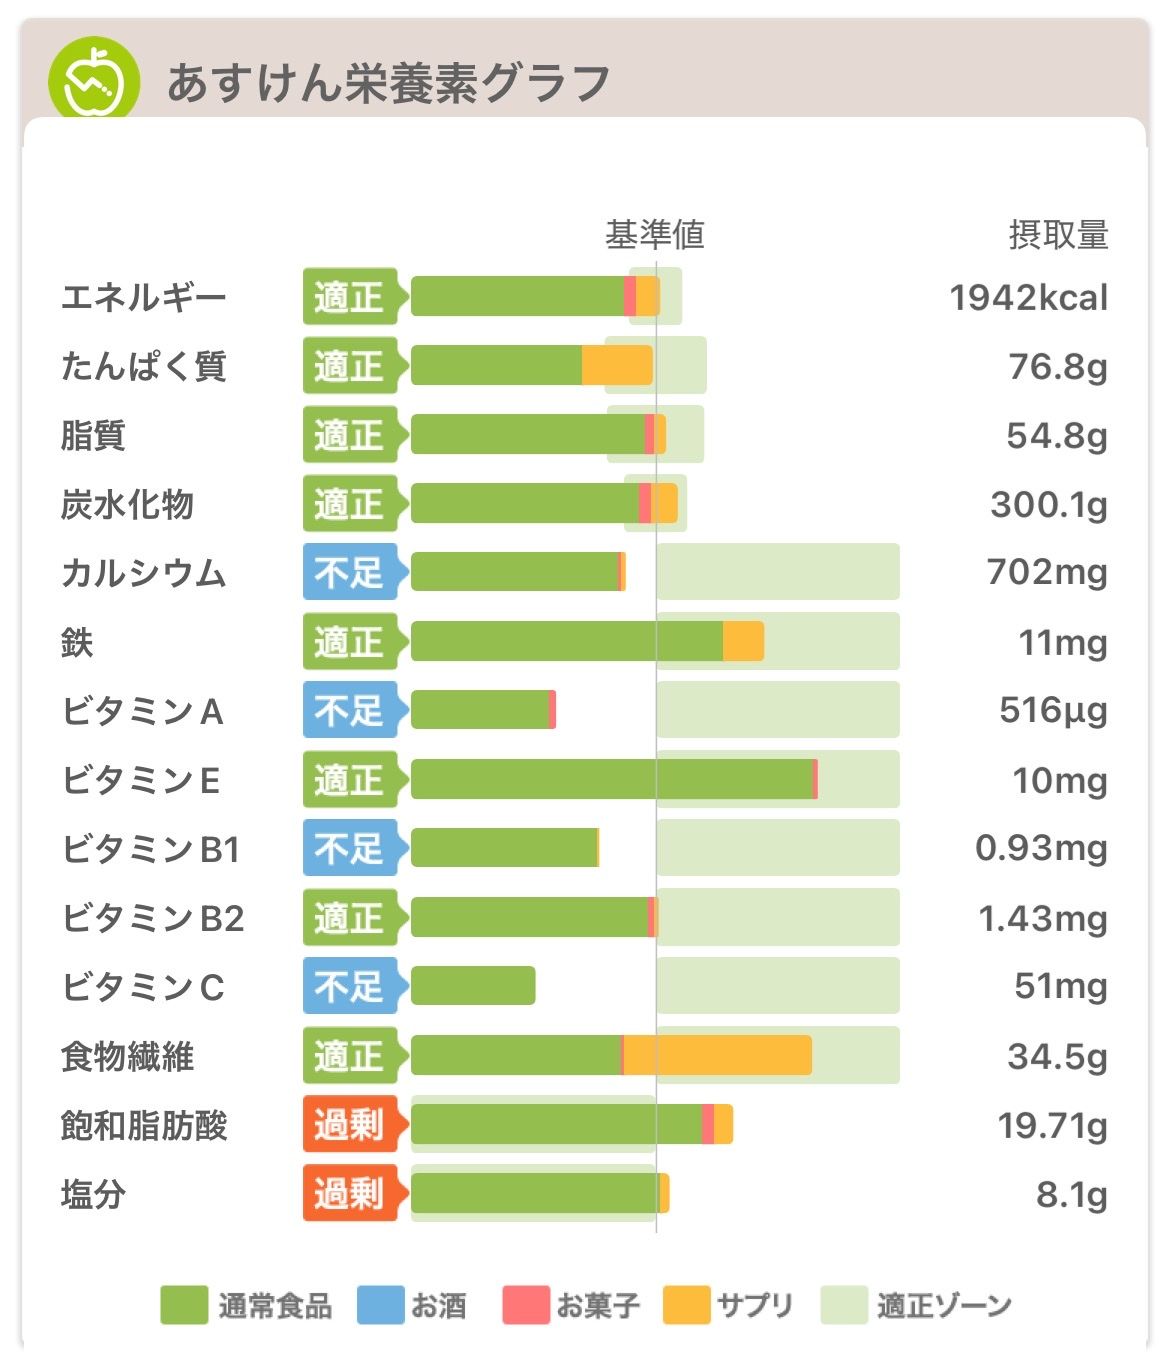 あすけん栄養素グラフ
基準値 摂取量
エネルギー 適正 1942kcal
たんぱく質 適正 76.8g
脂質 適正 54.8g
炭水化物 適正 300.1g
カルシウム 不足 702mg
鉄 適正 11mg
ビタミンA 不足 516μg
ビタミンE 適正 10mg
ビタミンB1 不足 0.93mg
ビタミンB2 適正 1.43mg
ビタミンC 不足 51mg
食物繊維 適正 34.5g
飽和脂肪酸 過剰 19.71g
塩分 過剰 8.1g
通常食品 お酒 お菓子 サプリ 適正ゾーン